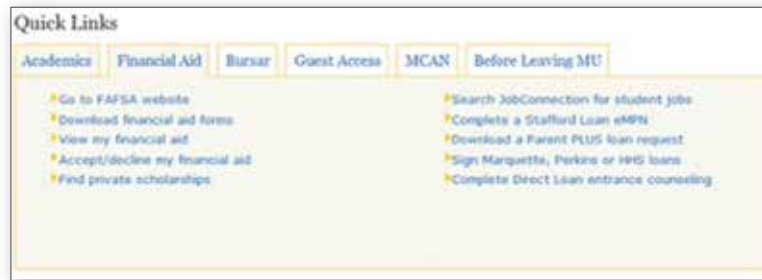 Quick Links
Academics Financial Aid Bursar Guest Access MCAN Before Leaving MU
Go to FAFSA website
Download financial aid forms
View my financial aid
Accept/decline my financial aid
Find private scholarships
Search JobConnection for student jobs
Complete a Stafford Loan eMPN
Download a Parent PLUS loan request
Sign Marquette, Perkins or HHS loans
Complete Direct Loan entrance counseling